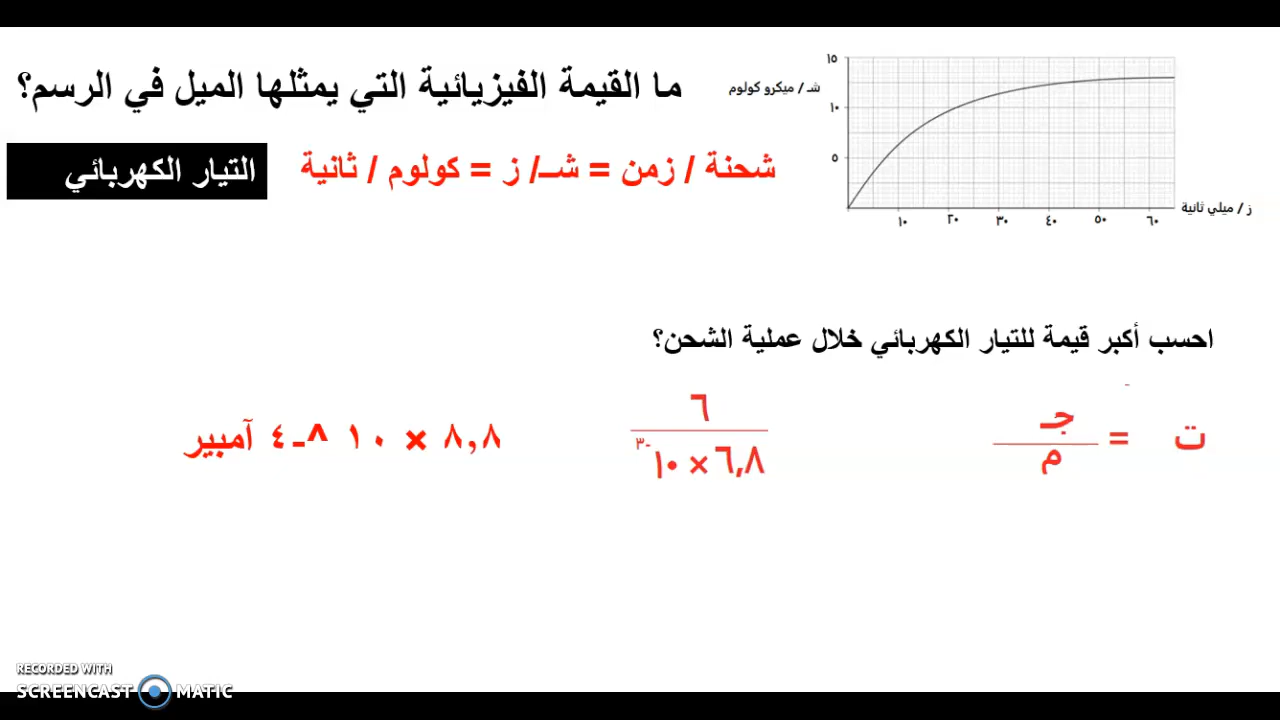 ما القيمة الفيزيائية التي يمثلها الميل في الرسم؟
شحنة / زمن = شـ/ ز = كولوم / ثانية
التيار الكهربائي
شـ / ميكرو كولوم
١٥
١٠
٥
١٠ ٢٠ ٣٠ ٤٠ ٥٠ ٦٠
ز / ميلي ثانية
احسب أكبر قيمة للتيار الكهربائي خلال عملية الشحن؟
ت = جـ / م
٦ / ٦,٨ × ١٠-٣
٨,٨ × ١٠ ^-٤ آمبير
RECORDED WITH
SCREENCAST MATIC